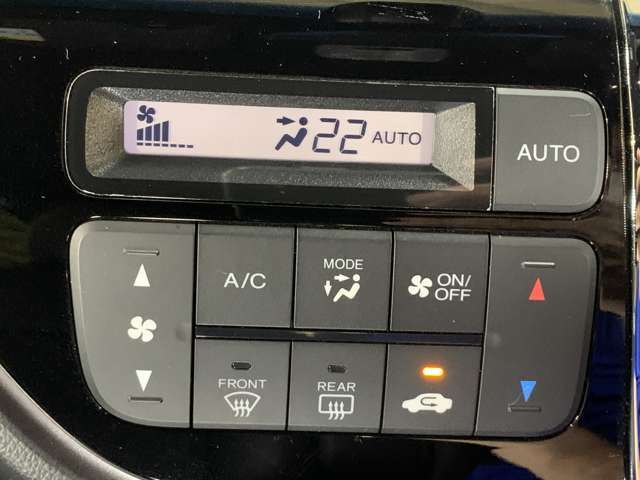 22 AUTO
AUTO
A/C
MODE
ON/
OFF
FRONT
REAR